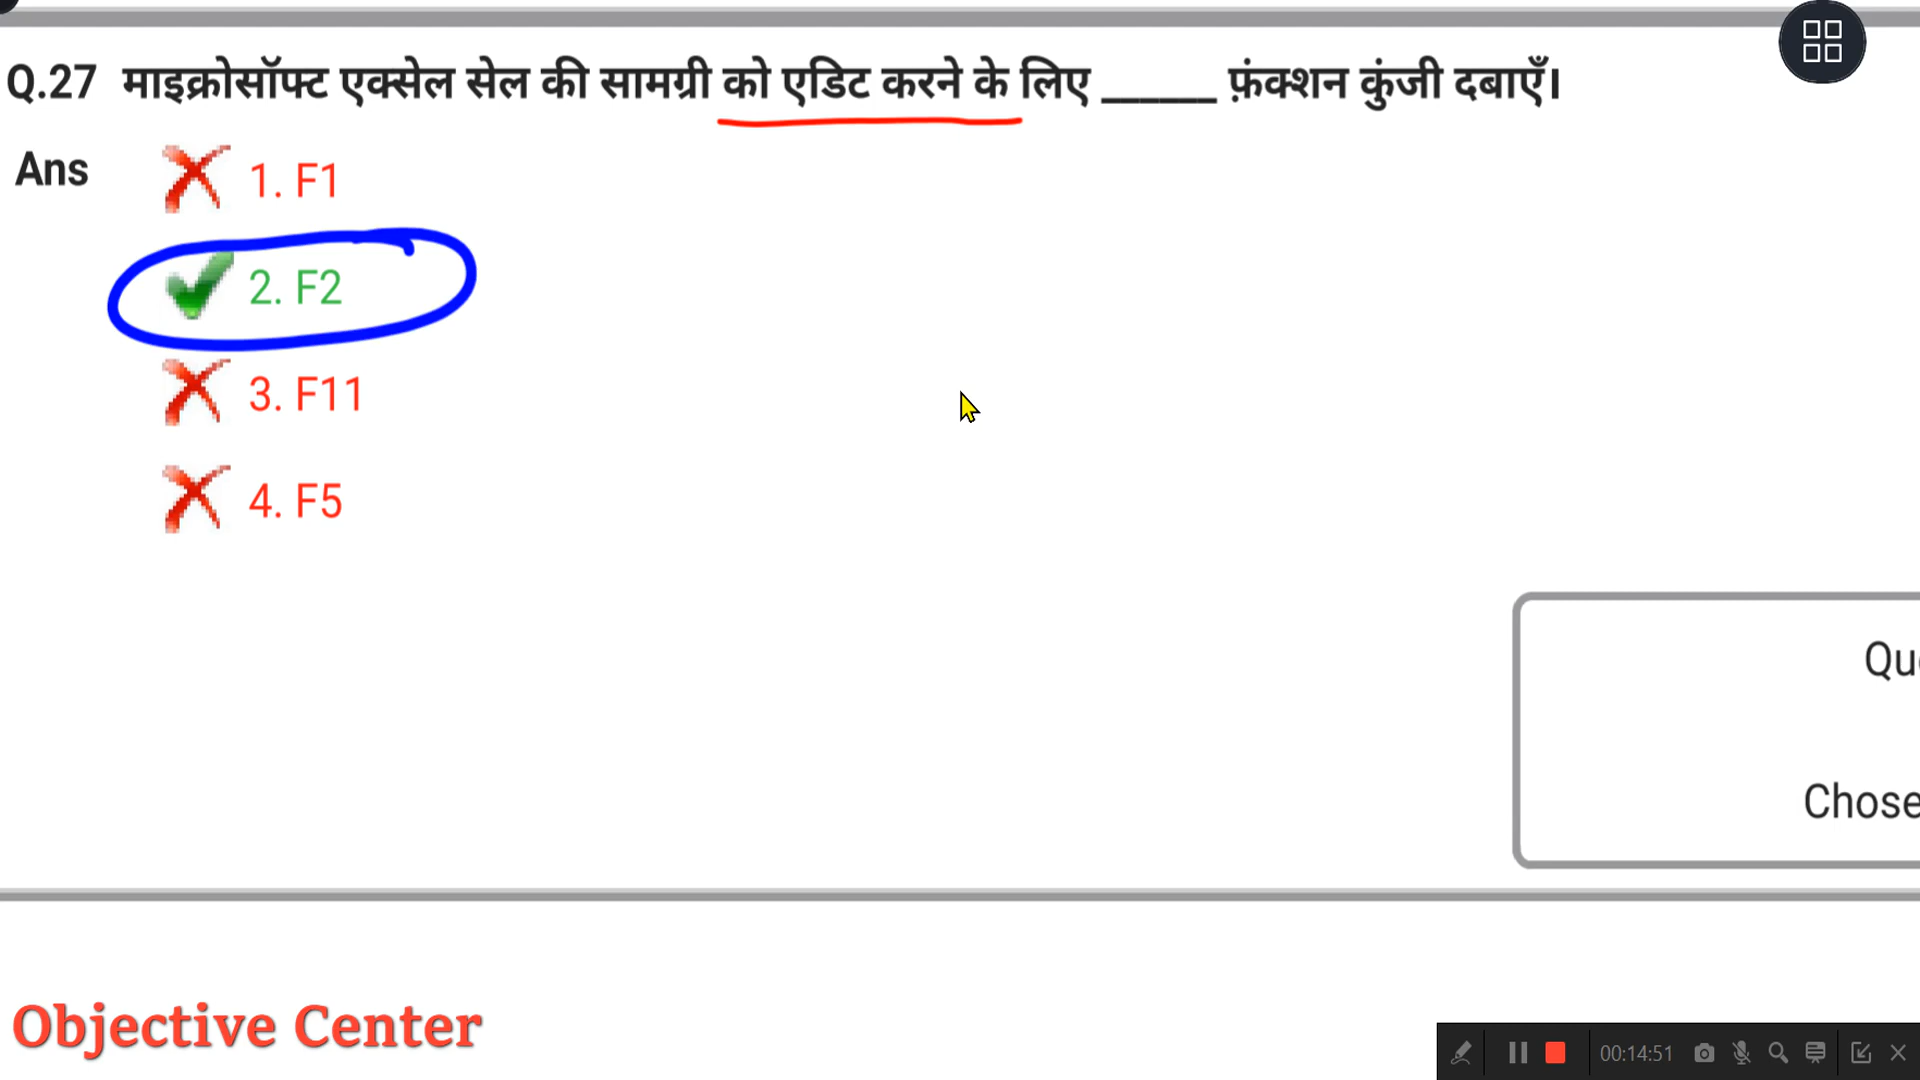 Q.27 माइक्रोसॉफ्ट एक्सेल सेल की सामग्री को एडिट करने के लिए ______ फ़ंक्शन कुंजी दबाएँ।
Ans 1. F1
2. F2
3. F11
4. F5
Qu
Chose
Objective Center
00:14:51